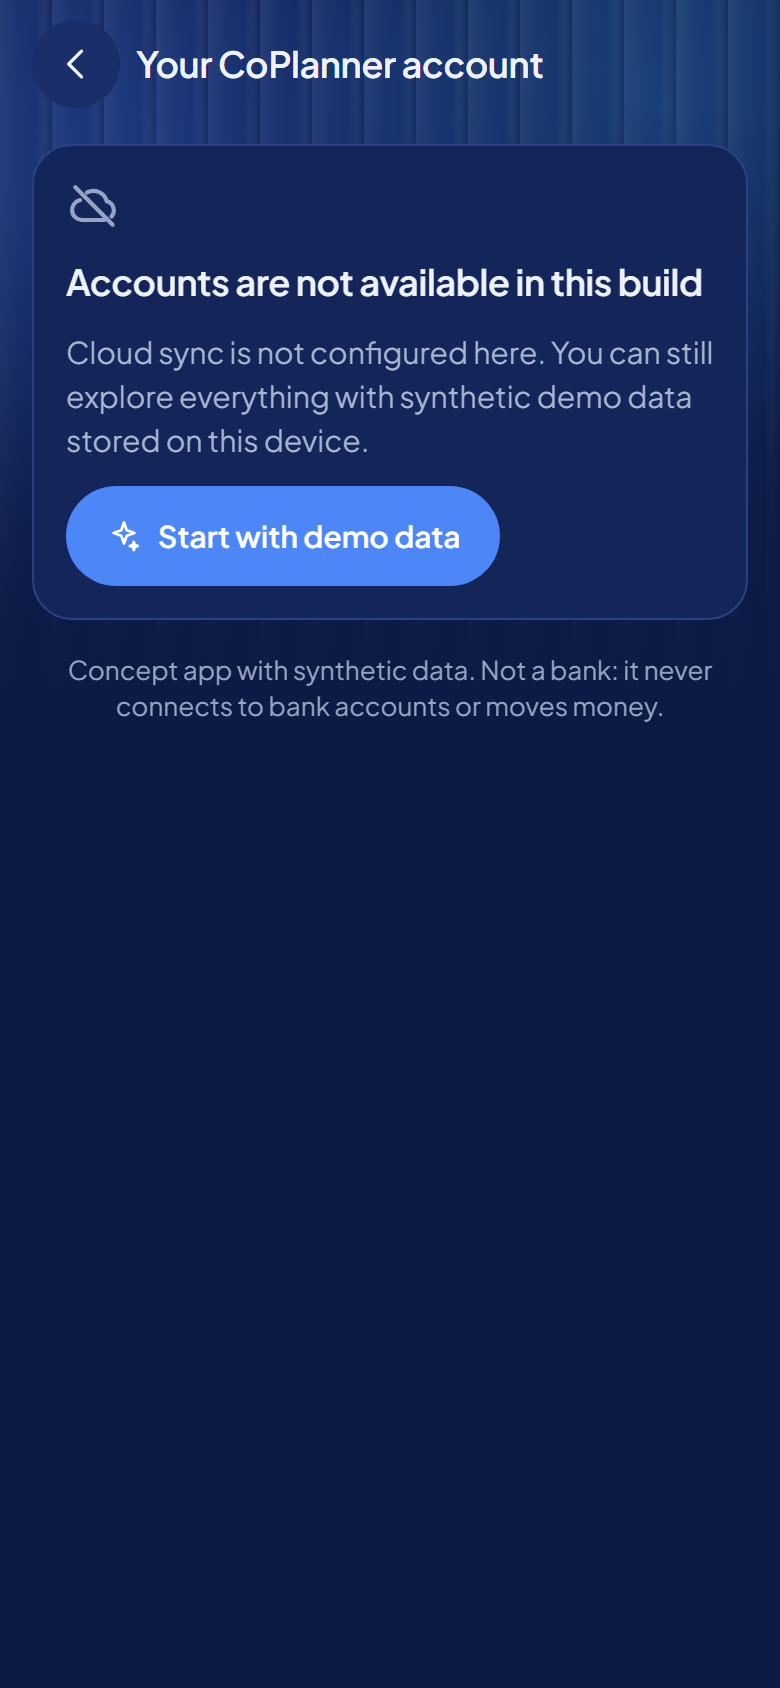 Your CoPlanner account
Accounts are not available in this build
Cloud sync is not configured here. You can still
explore everything with synthetic demo data
stored on this device.
Start with demo data
Concept app with synthetic data. Not a bank: it never
connects to bank accounts or moves money.